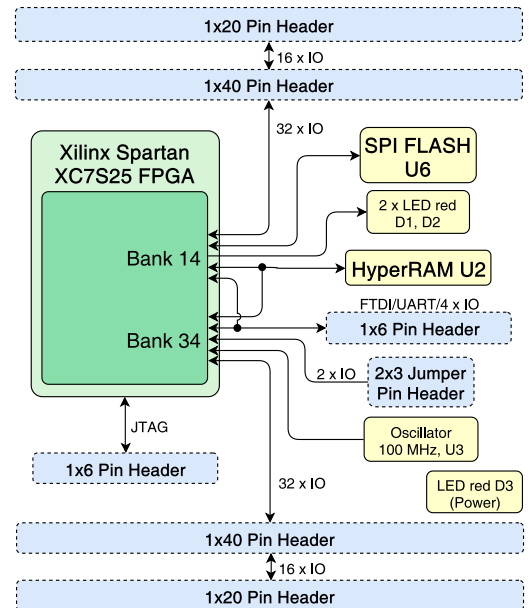 1x20 Pin Header
16 x IO
1x40 Pin Header
32 x IO
Xilinx Spartan
XC7S25 FPGA
SPI FLASH
U6
2 x LED red
D1, D2
Bank 14
HyperRAM U2
FTDI/UART/4 x IO
1x6 Pin Header
Bank 34
2 x IO
2x3 Jumper
Pin Header
JTAG
Oscillator
100 MHz, U3
1x6 Pin Header
32 x IO
LED red D3
(Power)
1x40 Pin Header
16 x IO
1x20 Pin Header